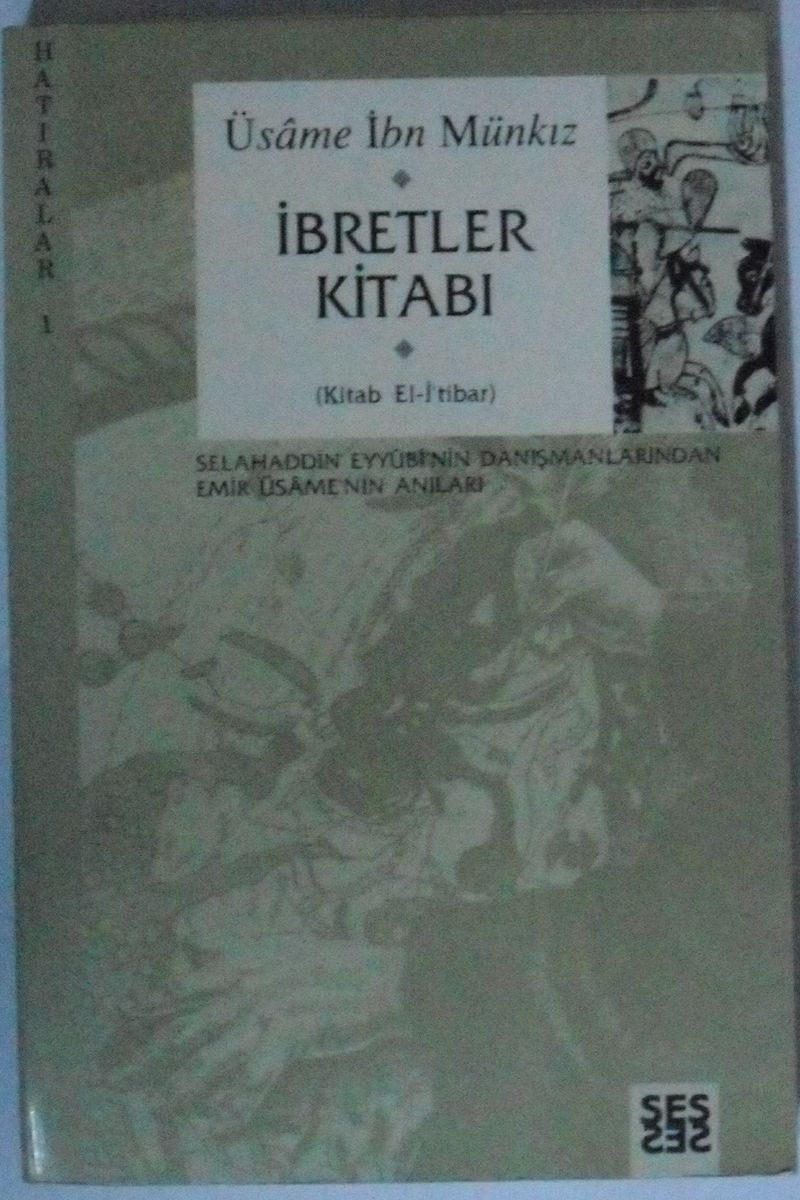 HATIRALAR 1
Üsâme İbn Münkız
İBRETLER
KİTABI
(Kitab El-İ'tibar)
SELAHADDİN EYYÛBİ'NİN DANIŞMANLARINDAN
EMİR ÜSÂME'NİN ANILARI
SES
SES